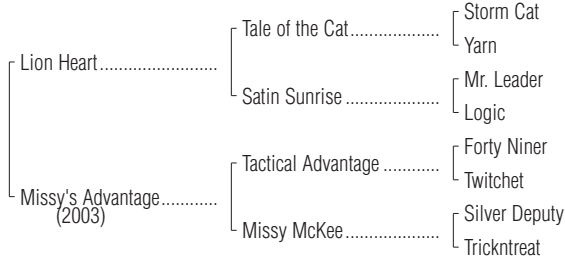 Storm Cat
Tale of the Cat....................
Yarn
Lion Heart..........................
Mr. Leader
Satin Sunrise .....................
Logic
Forty Niner
Tactical Advantage ............
Twitchet
Missy's Advantage............
(2003)
Silver Deputy
Missy McKee.....................
Trickntreat